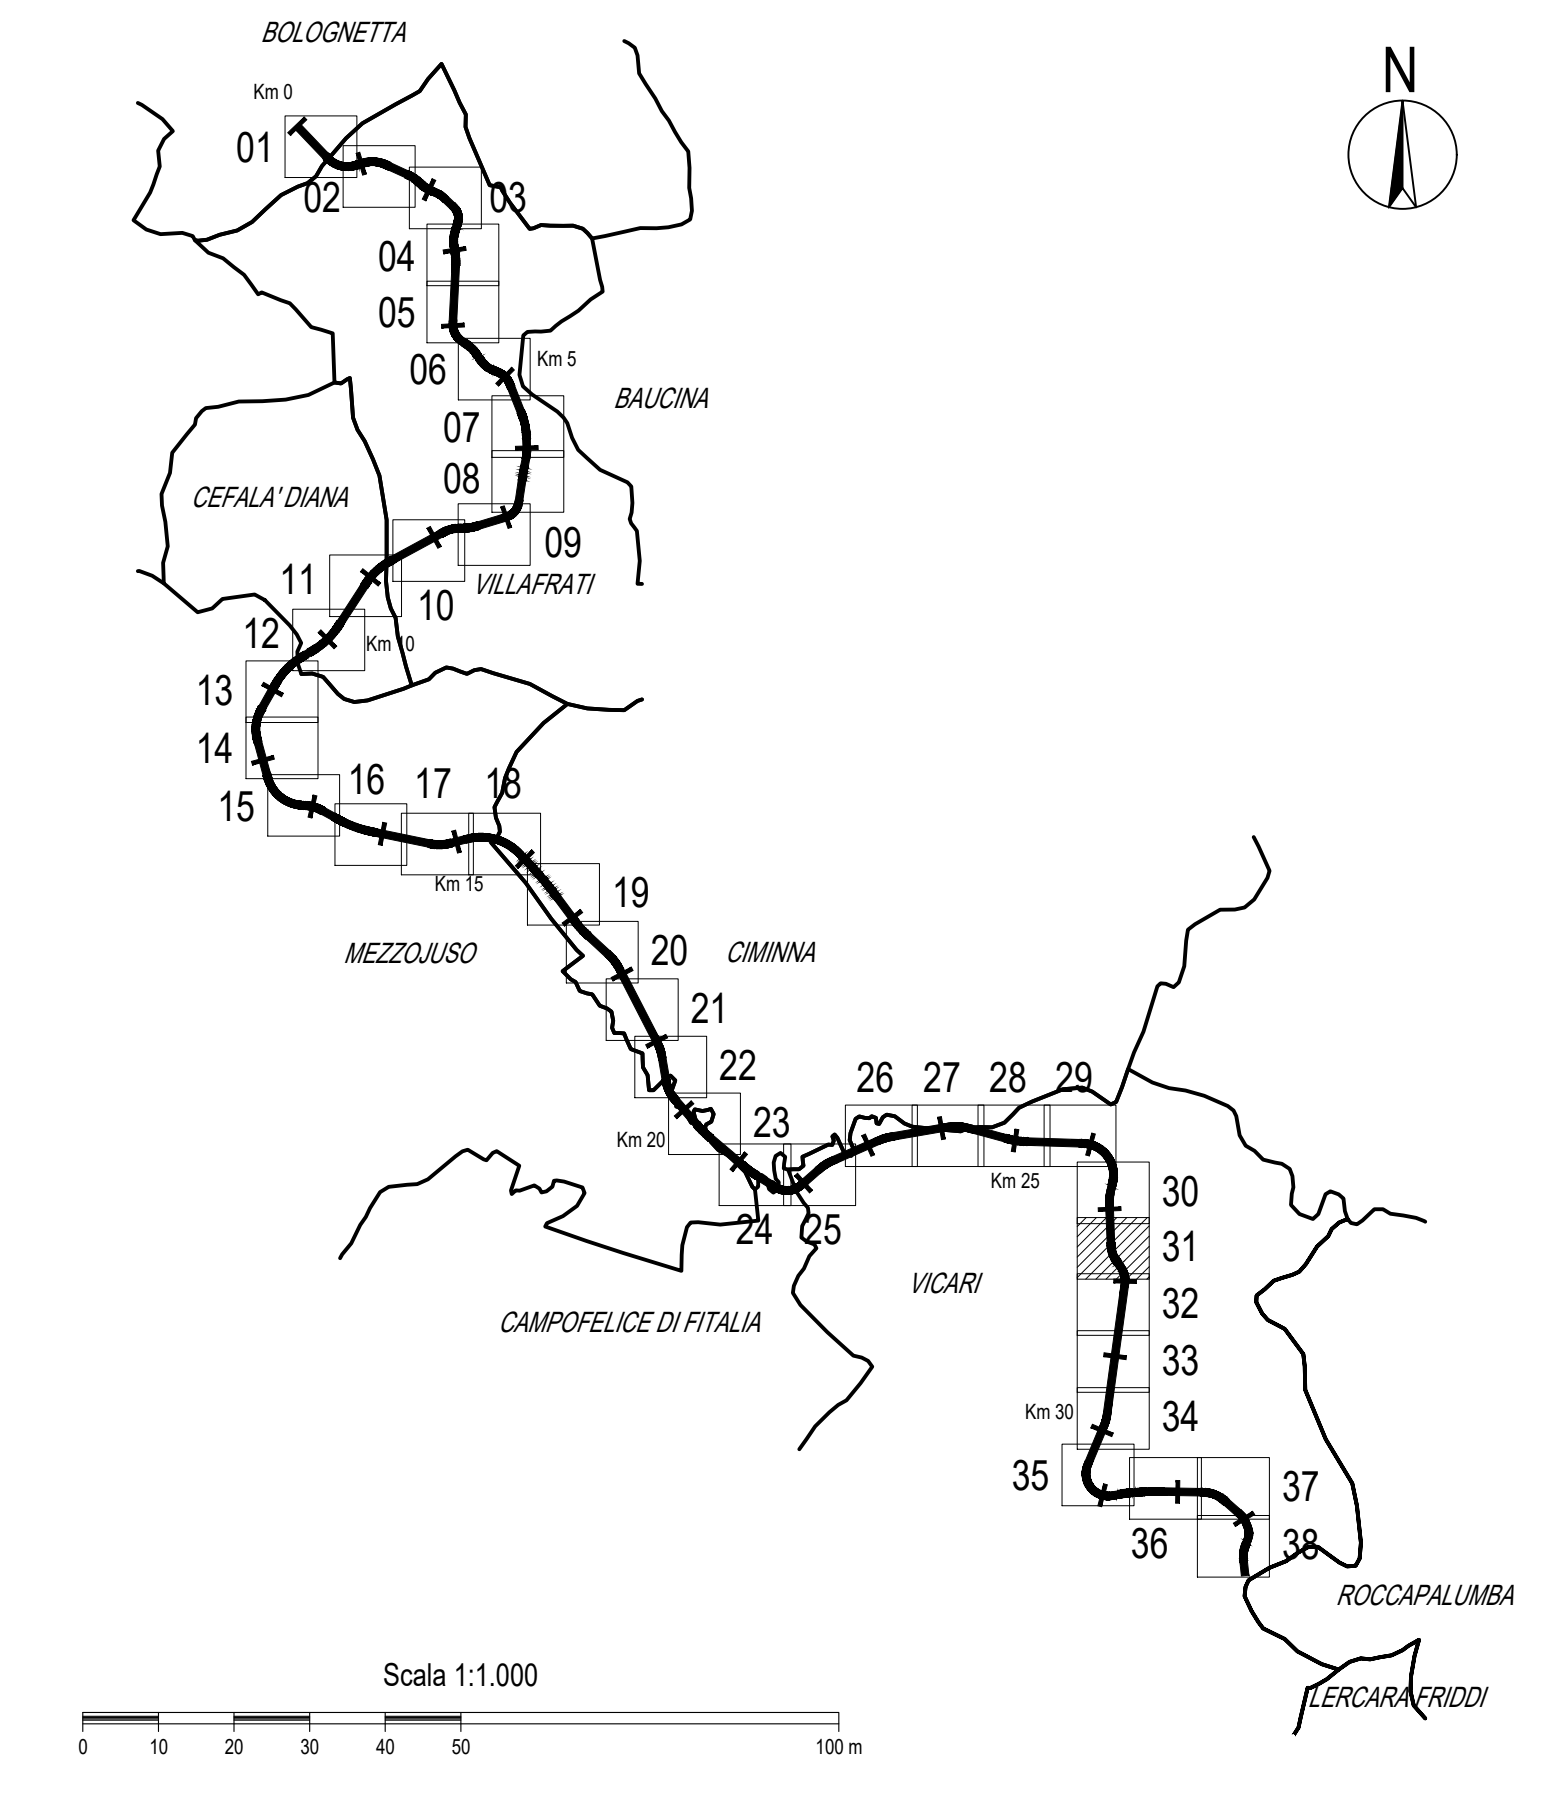 BOLOGNETTA
N
Km 0
01
02
03
04
05
06
Km 5
BAUCINA
07
08
CEFALA' DIANA
09
VILLAFRATI
10
11
12
Km 10
13
14
15
16
17
18
Km 15
19
MEZZOJUSO
20
CIMINNA
21
22
23
Km 20
24
25
26
27
28
29
Km 25
30
31
VICARI
32
CAMPOFELICE DI FITALIA
33
Km 30
34
35
36
37
38
ROCCAPALUMBA
LERCARA FRIDDI
Scala 1:1.000
0 10 20 30 40 50 100 m